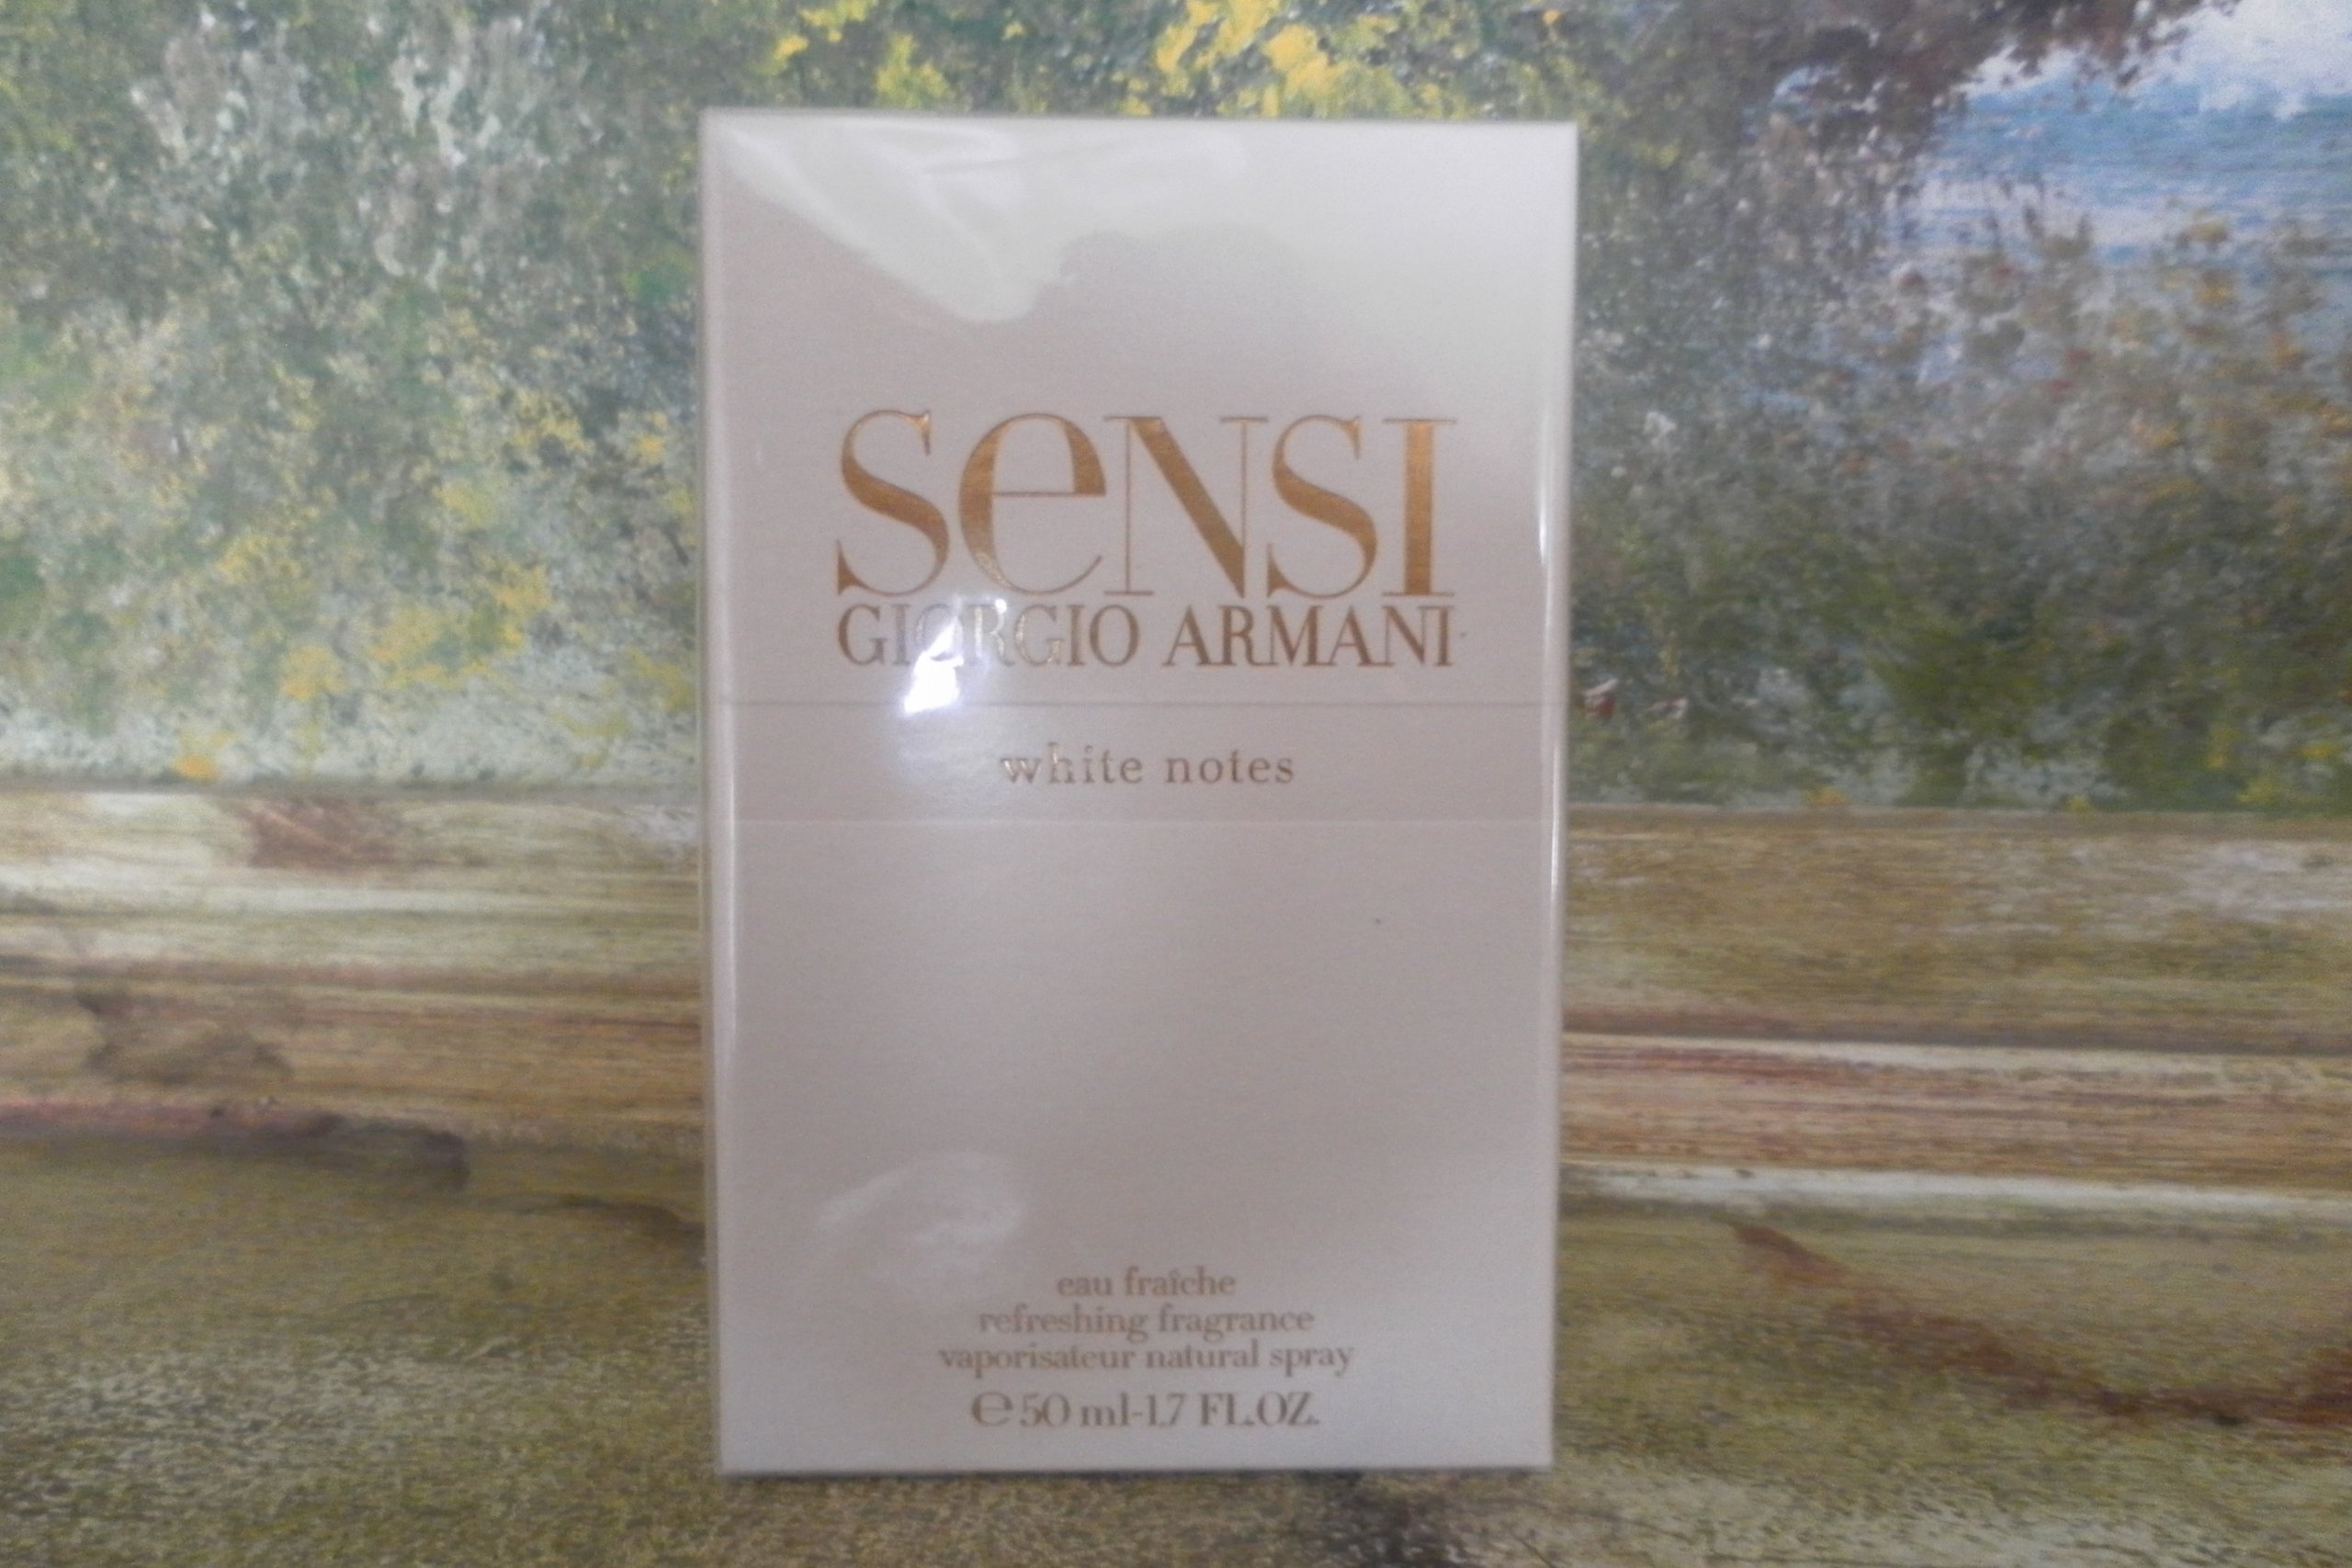 SeNSI
GIORGIO ARMANI
white notes
eau fraîche
refreshing fragrance
vaporisateur natural spray
℮ 50 ml-1.7 FL.OZ.